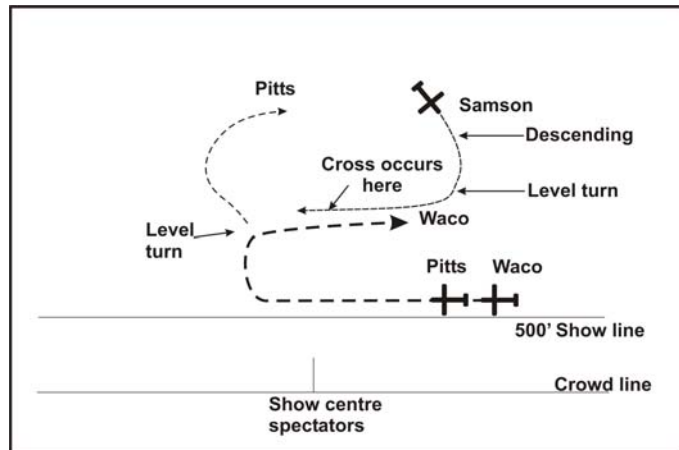 Pitts
Samson
Descending
Cross occurs
here
Level turn
Waco
Level
turn
Pitts
Waco
500' Show line
Crowd line
Show centre
spectators